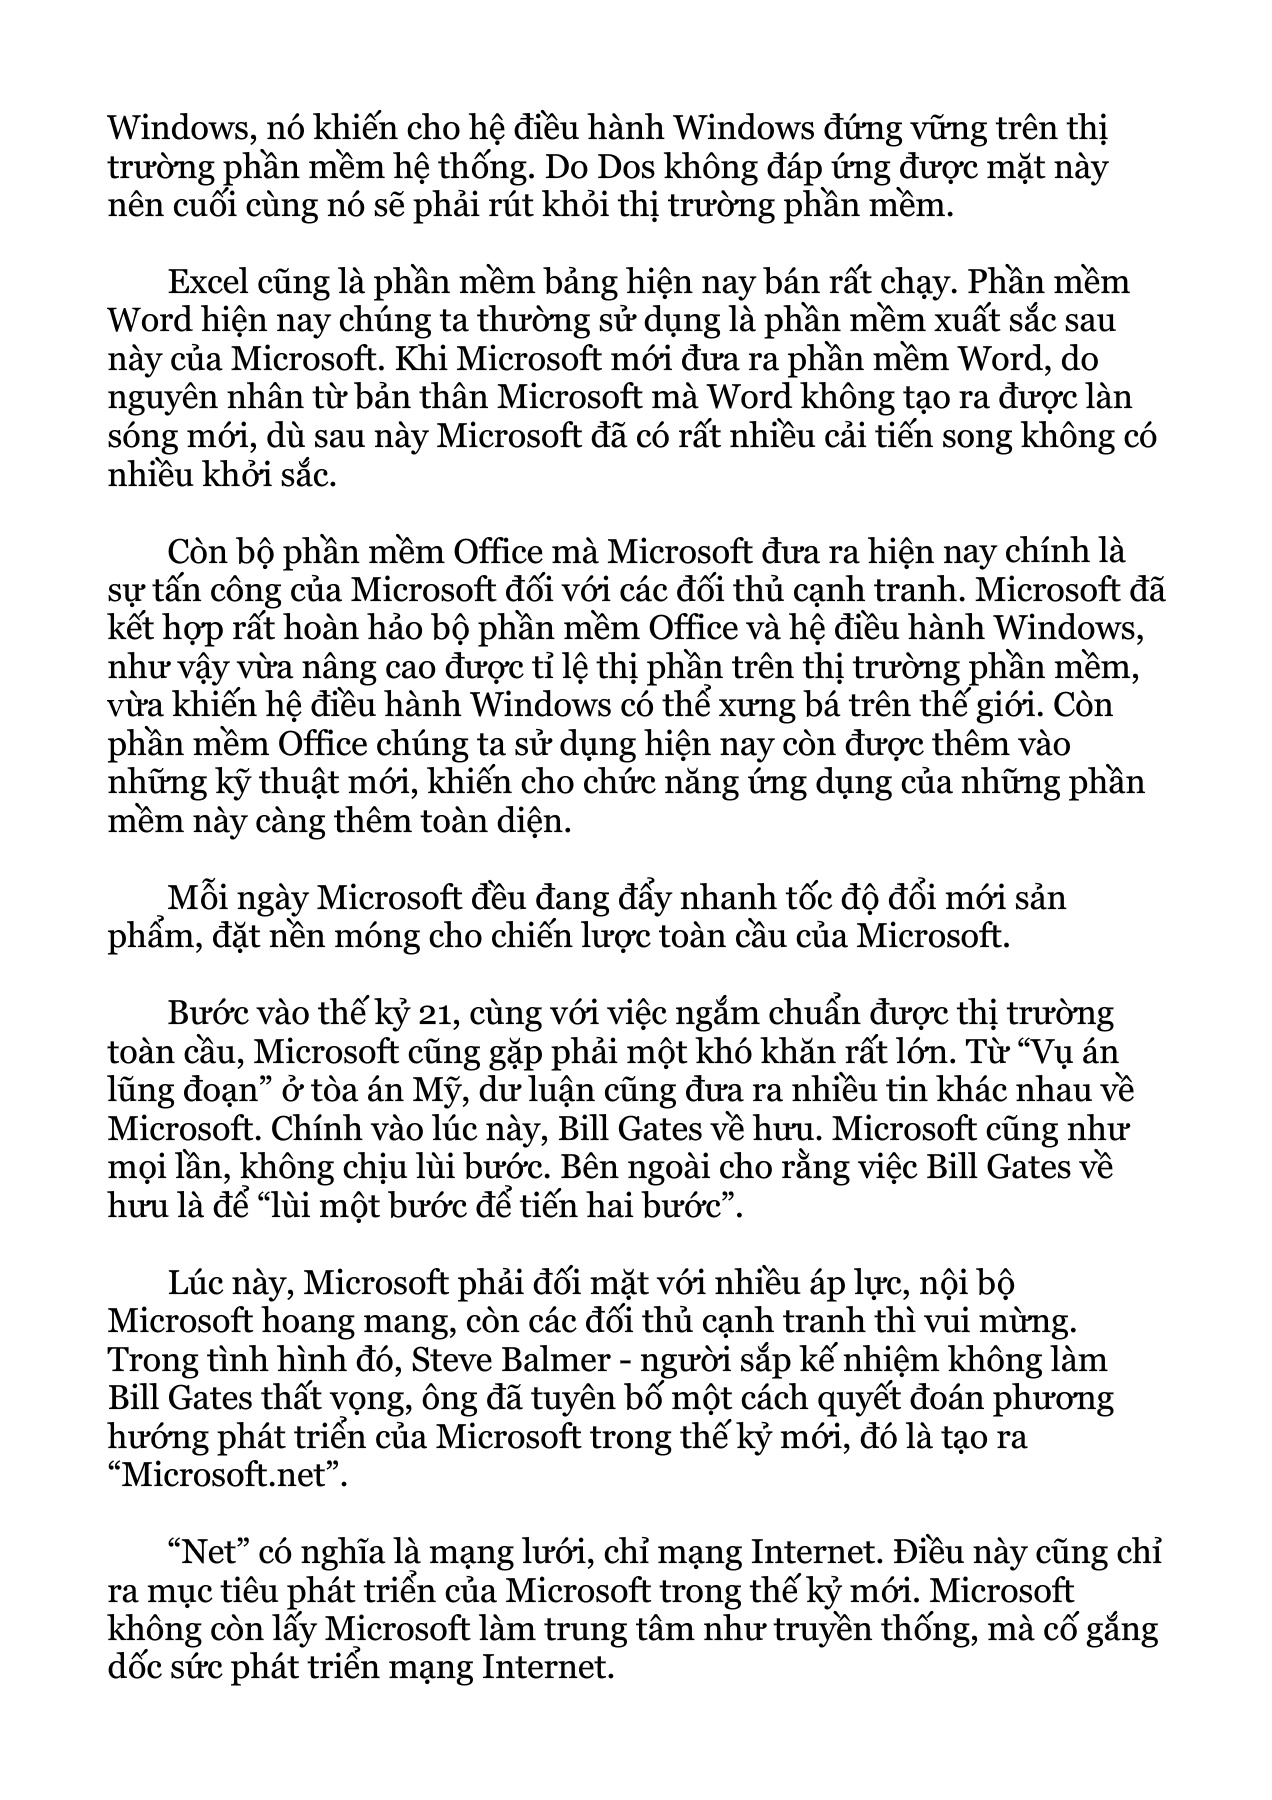 Windows, nó khiến cho hệ điều hành Windows đứng vững trên thị
trường phần mềm hệ thống. Do Dos không đáp ứng được mặt này
nên cuối cùng nó sẽ phải rút khỏi thị trường phần mềm.
Excel cũng là phần mềm bảng hiện nay bán rất chạy. Phần mềm
Word hiện nay chúng ta thường sử dụng là phần mềm xuất sắc sau
này của Microsoft. Khi Microsoft mới đưa ra phần mềm Word, do
nguyên nhân từ bản thân Microsoft mà Word không tạo ra được làn
sóng mới, dù sau này Microsoft đã có rất nhiều cải tiến song không có
nhiều khởi sắc.
Còn bộ phần mềm Office mà Microsoft đưa ra hiện nay chính là
sự tấn công của Microsoft đối với các đối thủ cạnh tranh. Microsoft đã
kết hợp rất hoàn hảo bộ phần mềm Office và hệ điều hành Windows,
như vậy vừa nâng cao được tỉ lệ thị phần trên thị trường phần mềm,
vừa khiến hệ điều hành Windows có thể xưng bá trên thế giới. Còn
phần mềm Office chúng ta sử dụng hiện nay còn được thêm vào
những kỹ thuật mới, khiến cho chức năng ứng dụng của những phần
mềm này càng thêm toàn diện.
Mỗi ngày Microsoft đều đang đẩy nhanh tốc độ đổi mới sản
phẩm, đặt nền móng cho chiến lược toàn cầu của Microsoft.
Bước vào thế kỷ 21, cùng với việc ngắm chuẩn được thị trường
toàn cầu, Microsoft cũng gặp phải một khó khăn rất lớn. Từ “Vụ án
lũng đoạn” ở tòa án Mỹ, dư luận cũng đưa ra nhiều tin khác nhau về
Microsoft. Chính vào lúc này, Bill Gates về hưu. Microsoft cũng như
mọi lần, không chịu lùi bước. Bên ngoài cho rằng việc Bill Gates về
hưu là để “lùi một bước để tiến hai bước”.
Lúc này, Microsoft phải đối mặt với nhiều áp lực, nội bộ
Microsoft hoang mang, còn các đối thủ cạnh tranh thì vui mừng.
Trong tình hình đó, Steve Balmer - người sắp kế nhiệm không làm
Bill Gates thất vọng, ông đã tuyên bố một cách quyết đoán phương
hướng phát triển của Microsoft trong thế kỷ mới, đó là tạo ra
“Microsoft.net”.
“Net” có nghĩa là mạng lưới, chỉ mạng Internet. Điều này cũng chỉ
ra mục tiêu phát triển của Microsoft trong thế kỷ mới. Microsoft
không còn lấy Microsoft làm trung tâm như truyền thống, mà cố gắng
dốc sức phát triển mạng Internet.